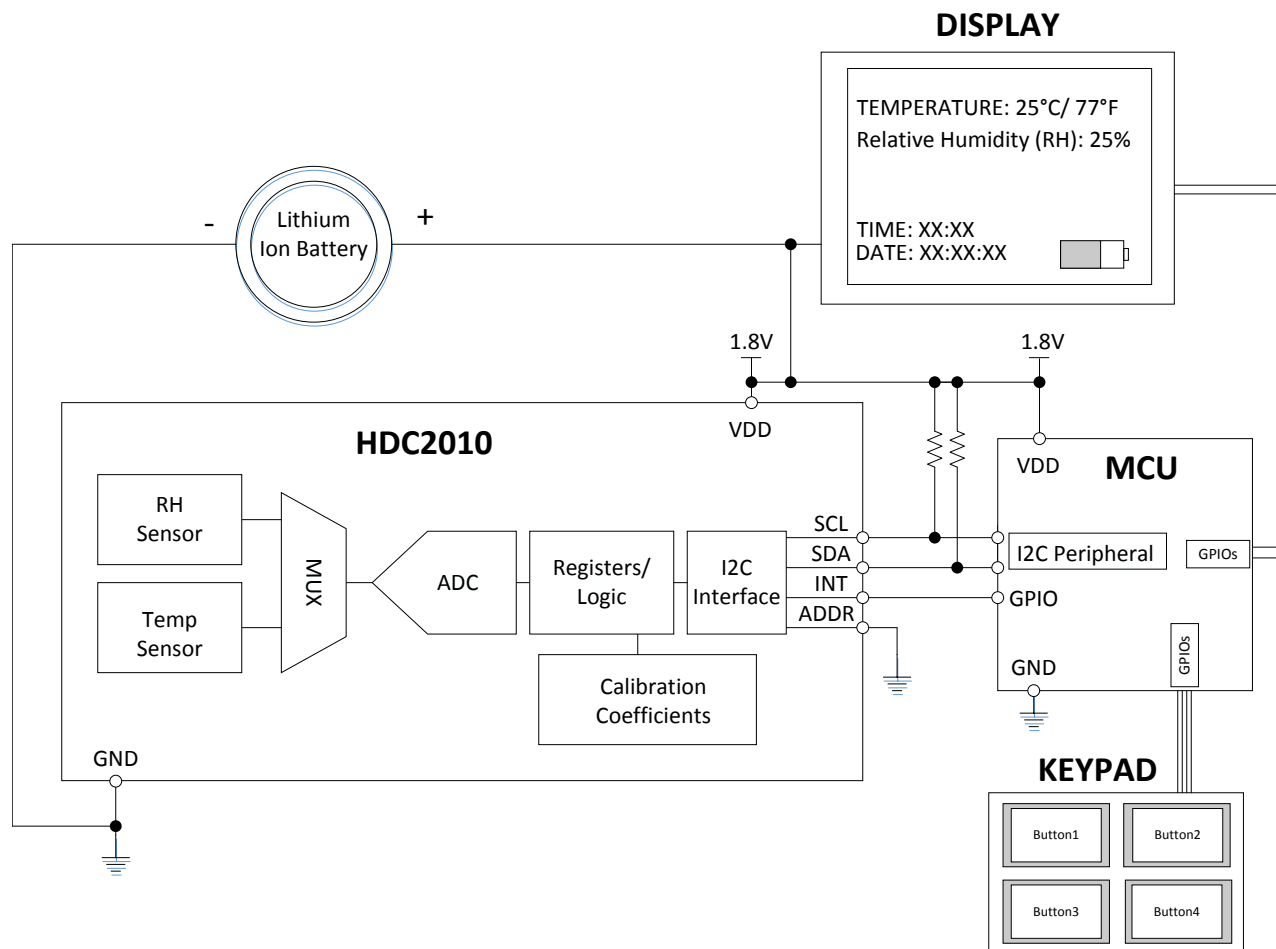 DISPLAY
TEMPERATURE: 25°C/ 77°F
Relative Humidity (RH): 25%
TIME: XX:XX
DATE: XX:XX:XX
-
+
Lithium
Ion Battery
1.8V
1.8V
VDD
HDC2010
RH
Sensor
Temp
Sensor
MUX
ADC
Registers/
Logic
I2C
Interface
Calibration
Coefficients
SCL
SDA
INT
ADDR
GND
VDD
MCU
I2C Peripheral
GPIOs
GPIO
GND
GPIOs
KEYPAD
Button1
Button2
Button3
Button4